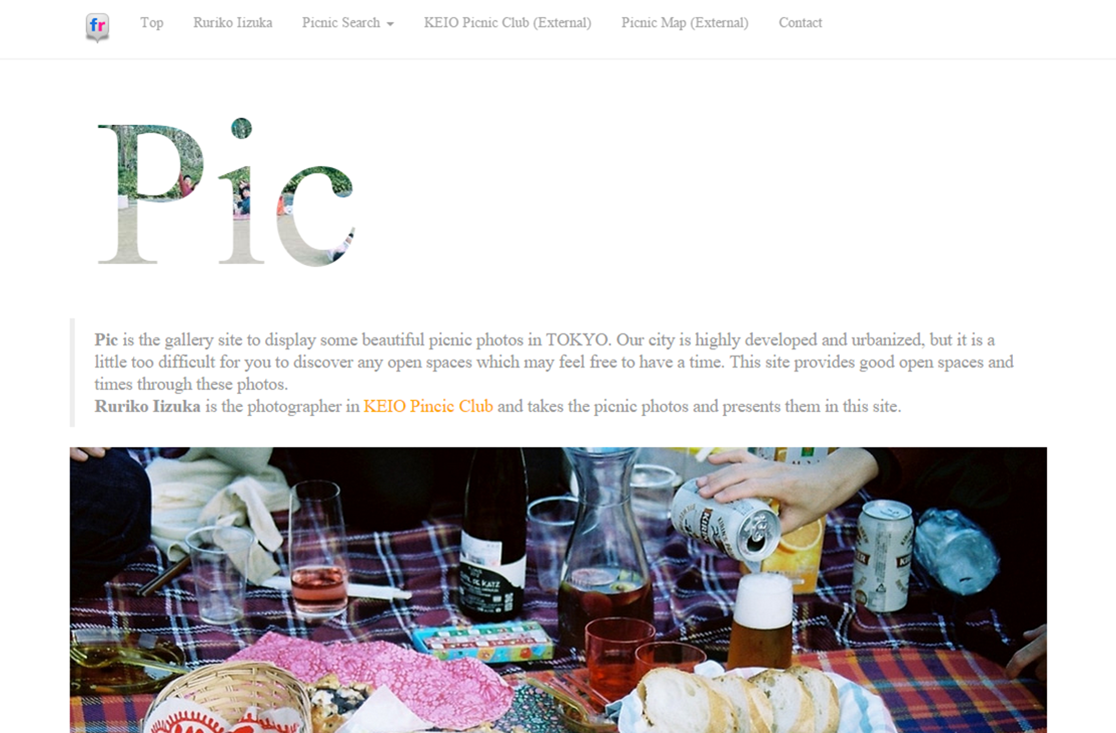 fr Top Ruriko Iizuka Picnic Search KEIO Picnic Club (External) Picnic Map (External) Contact
Pic
Pic is the gallery site to display some beautiful picnic photos in TOKYO. Our city is highly developed and urbanized, but it is a
little too difficult for you to discover any open spaces which may feel free to have a time. This site provides good open spaces and
times through these photos.
Ruriko Iizuka is the photographer in KEIO Pincic Club and takes the picnic photos and presents them in this site.
KIRIN
DE KATZ